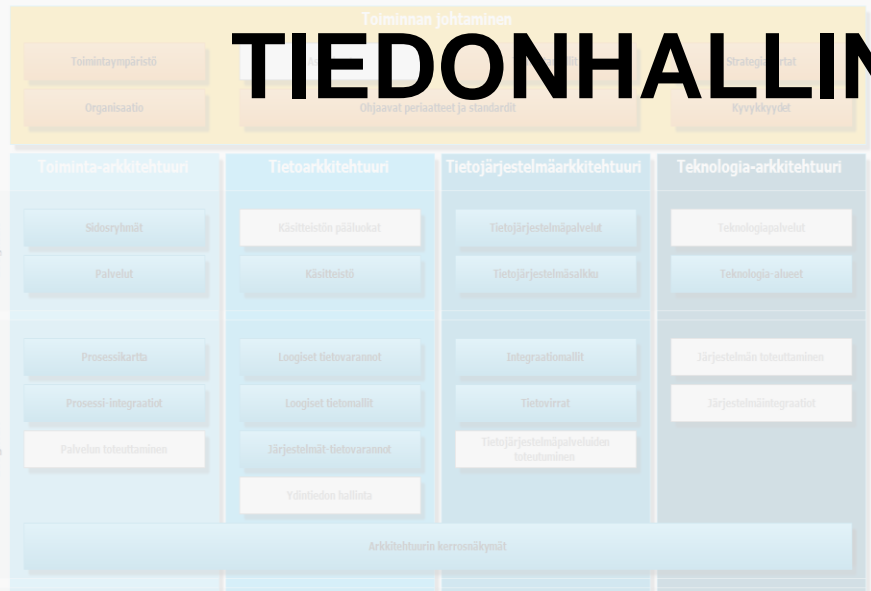 Toiminnan johtaminen
TIEDONHALLIN
Toimintaympäristö
Organisaatio
Ohjaavat periaatteet ja standardit
Kyvykkyydet
Toiminta-arkkitehtuuri
Tietoarkkitehtuuri
Tietojärjestelmäarkkitehtuuri
Teknologia-arkkitehtuuri
Sidosryhmät
Käsitteistön pääluokat
Tietojärjestelmäpalvelut
Teknologiapalvelut
Palvelut
Käsitteistö
Tietojärjestelmäsalkku
Teknologia-alueet
Prosessikartta
Loogiset tietovarannot
Integraatiomallit
Järjestelmän toteuttaminen
Prosessi-integraatiot
Loogiset tietomallit
Tietovirrat
Järjestelmäintegraatiot
Palvelun toteuttaminen
Järjestelmät-tietovarannot
Tietojärjestelmäpalveluiden
toteutuminen
Ydintiedon hallinta
Arkkitehtuurin kerrosnäkymät